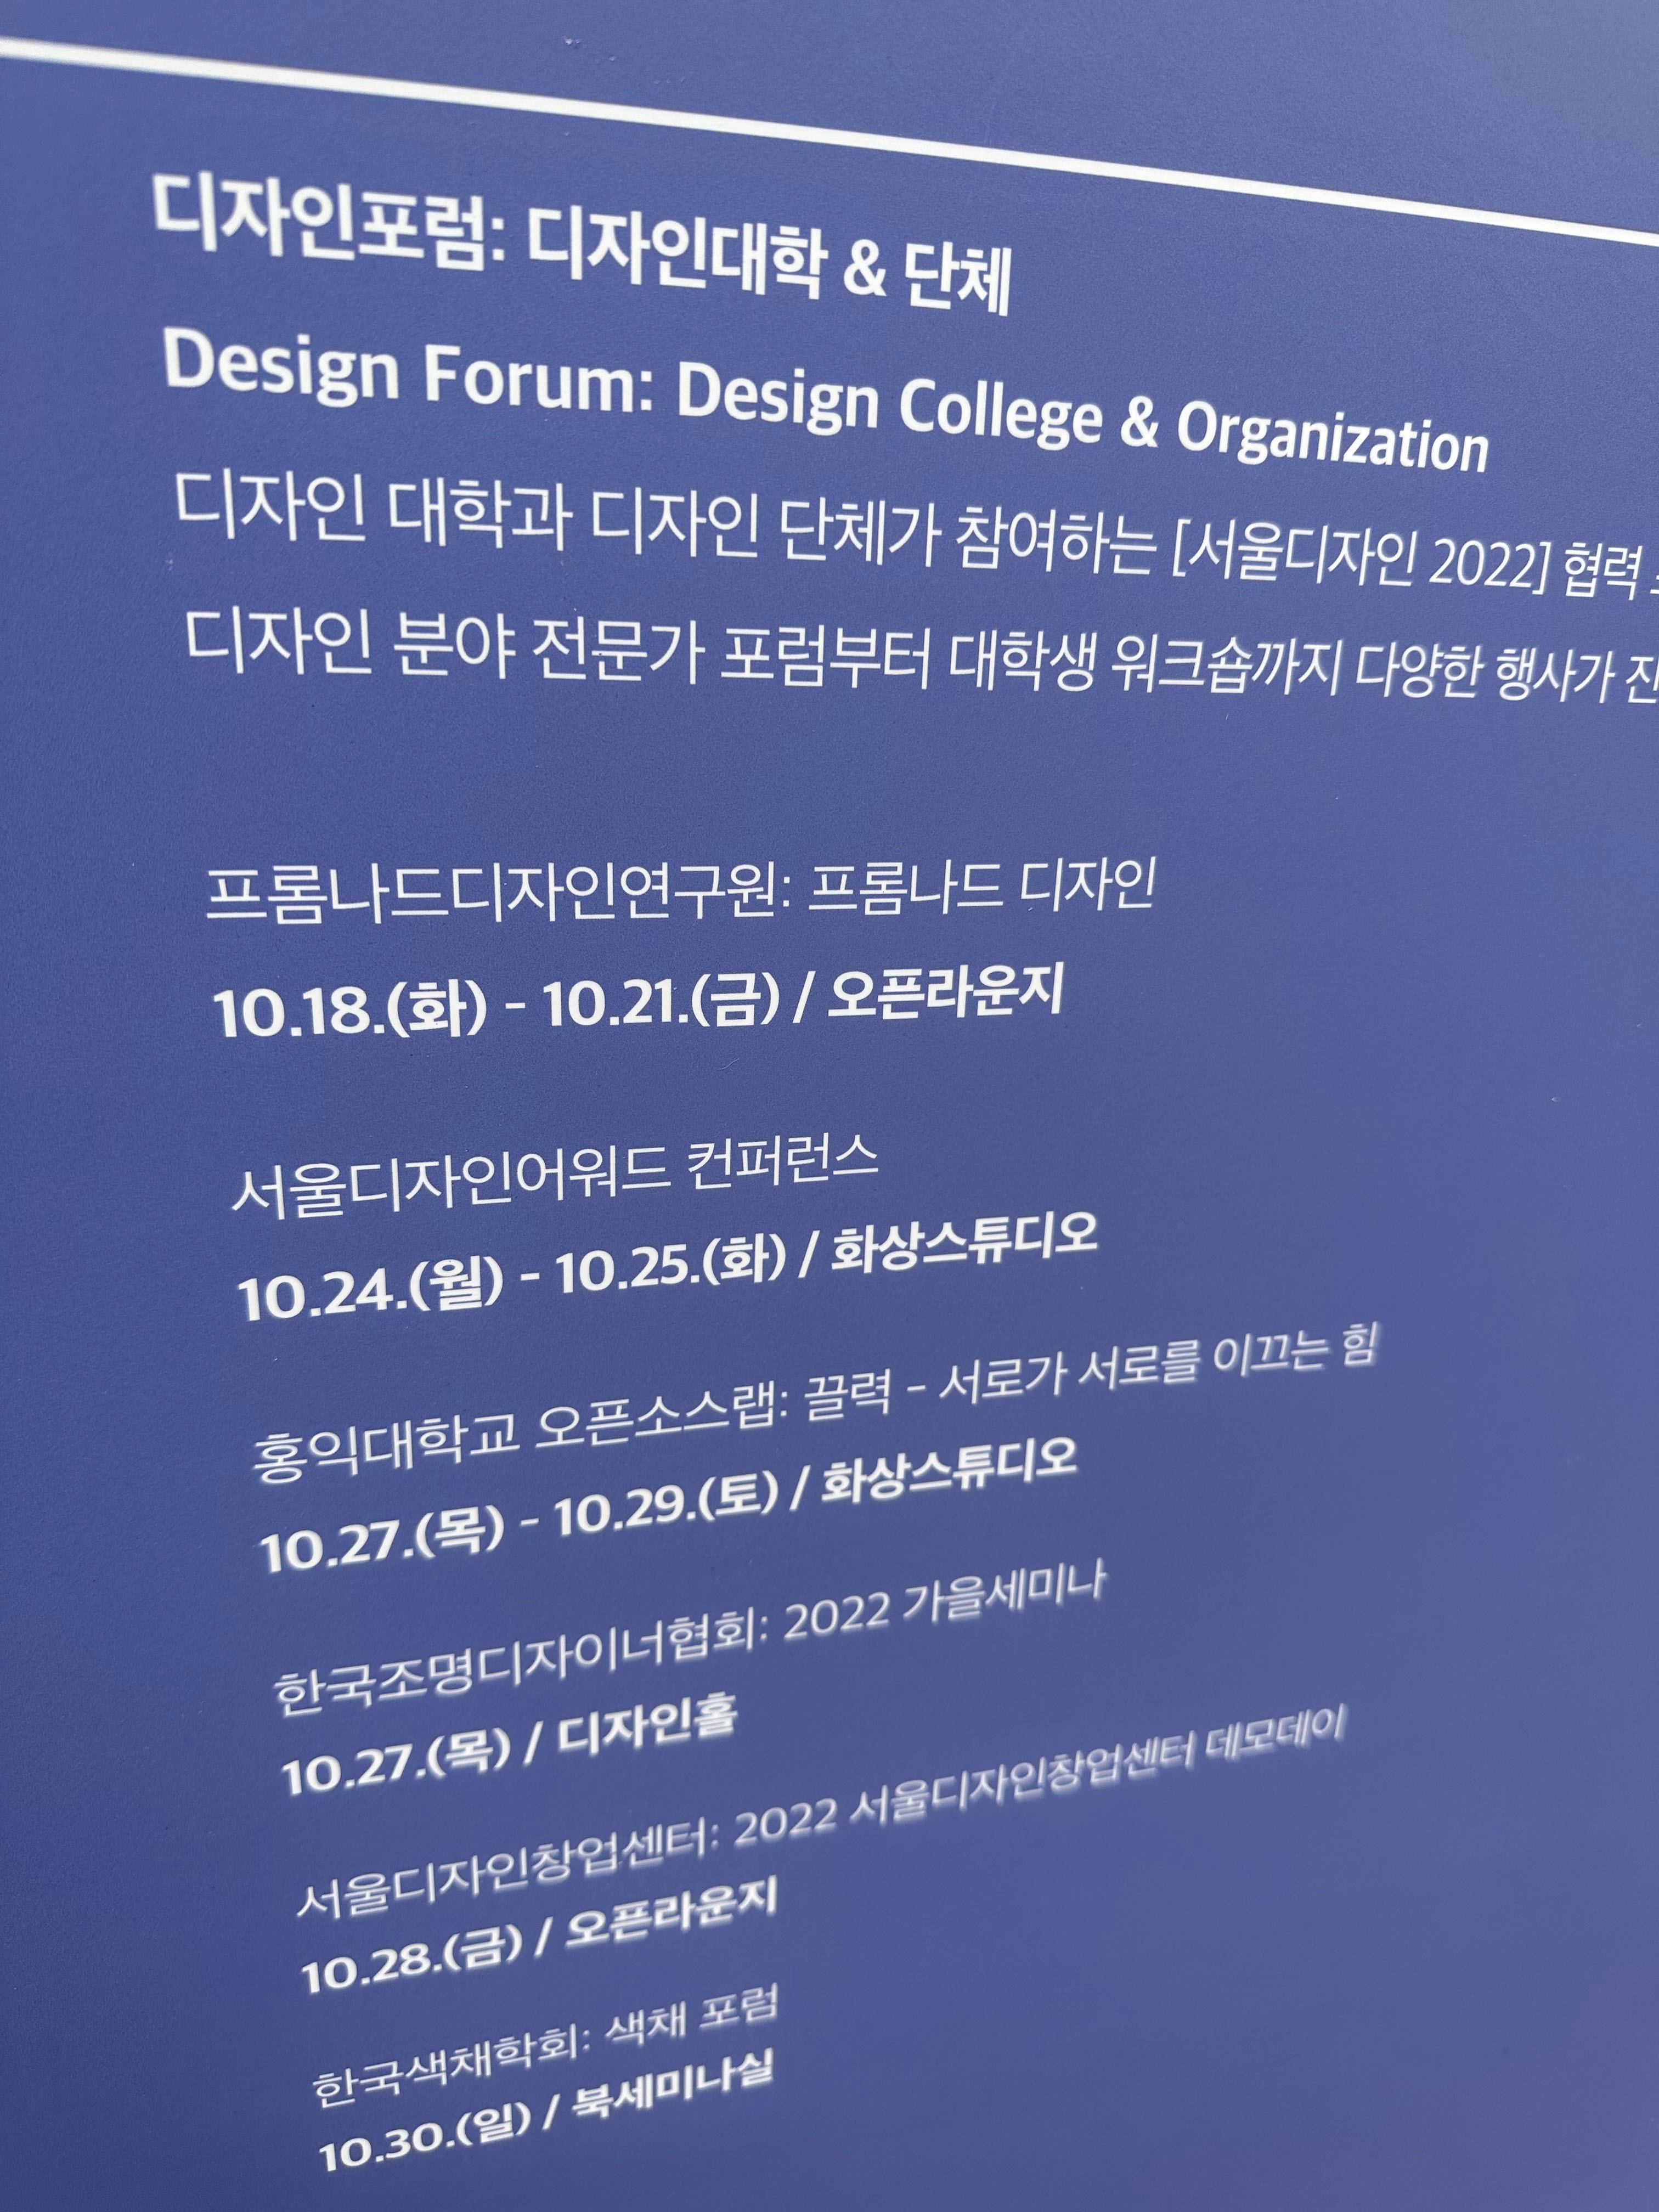 디자인포럼: 디자인대학 & 단체
Design Forum: Design College & Organization
디자인 대학과 디자인 단체가 참여하는 [서울디자인 2022] 협력
디자인 분야 전문가 포럼부터 대학생 워크숍까지 다양한 행사가 진
프롬나드디자인연구원: 프롬나드 디자인
10.18.(화) - 10.21.(금) / 오픈라운지
서울디자인어워드 컨퍼런스
10.24.(월) - 10.25.(화) / 화상스튜디오
홍익대학교 오픈소스랩: 끌력 - 서로가 서로를 이끄는 힘
10.27.(목) - 10.29.(토) / 화상스튜디오
한국조명디자이너협회: 2022 가을세미나
10.27.(목) / 디자인홀
서울디자인창업센터: 2022 서울디자인창업센터 데모데이
10.28.(금) / 오픈라운지
한국색채학회: 색채 포럼
10.30.(일) / 북세미나실